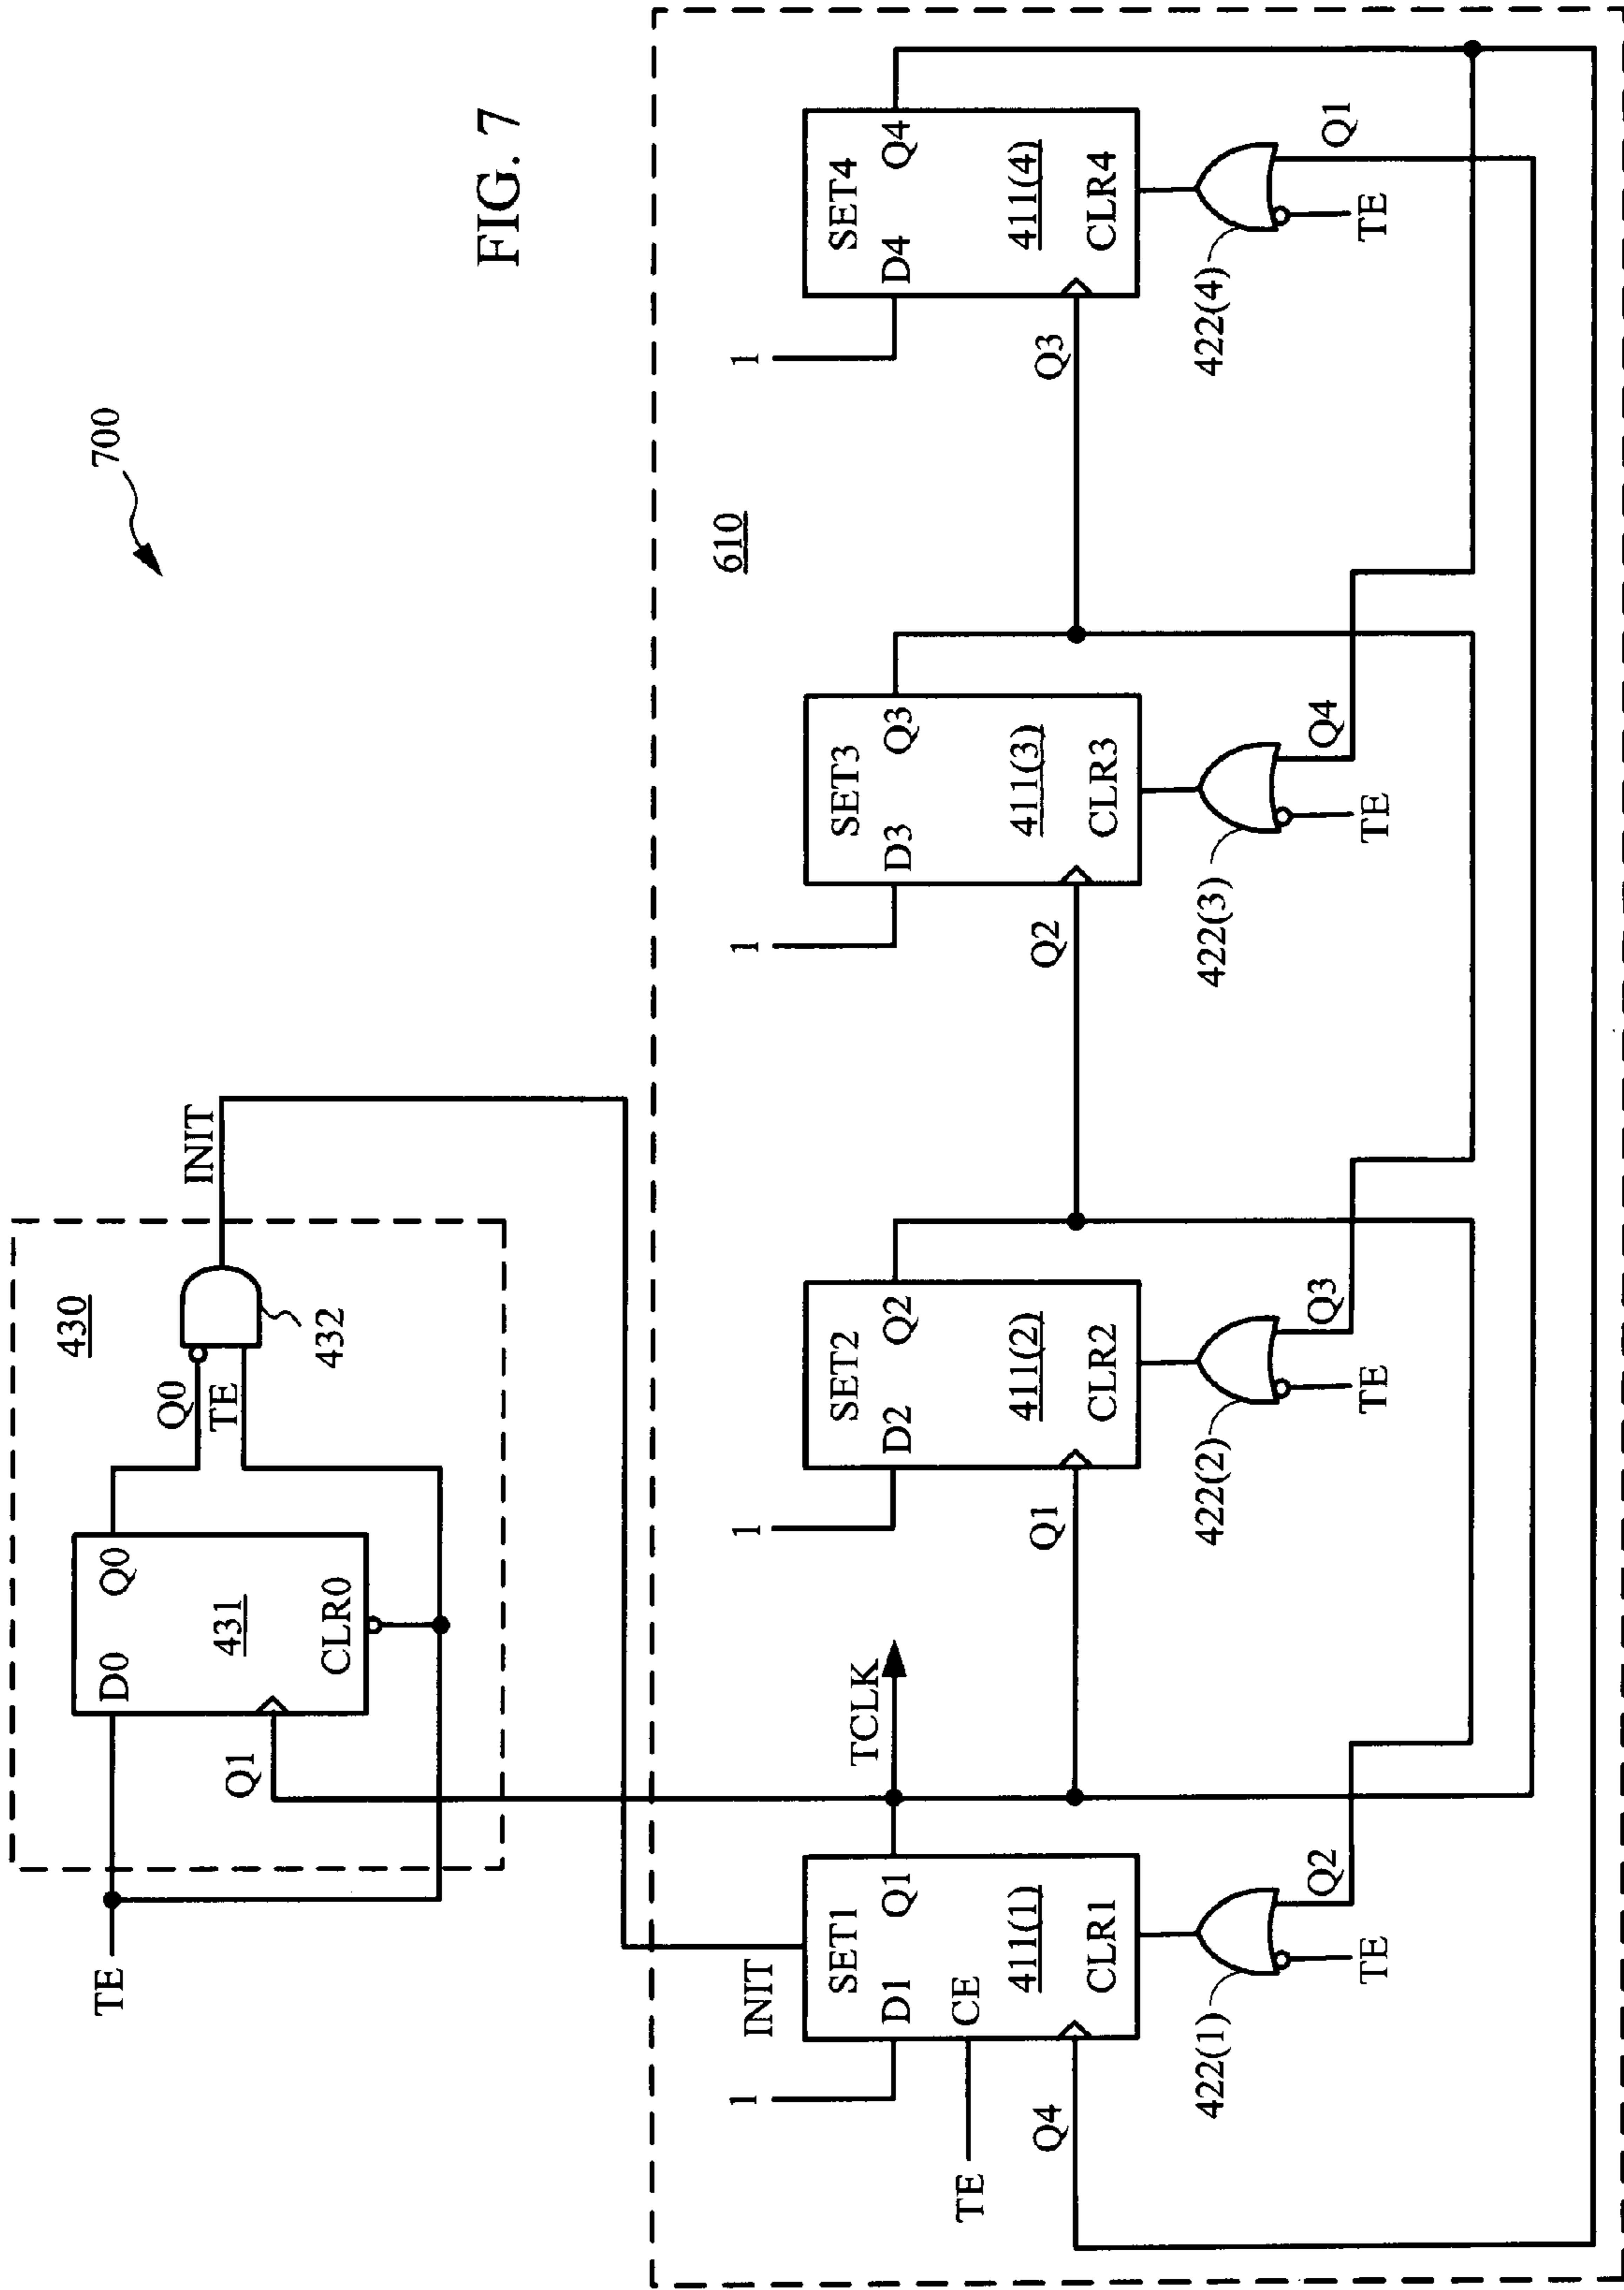 FIG. 7
700
430
TE
D0
Q0
431
CLR0
Q1
Q0
TE
432
INIT
610
INIT
1
SET1
D1
Q1
CE
TE
411(1)
Q4
CLR1
422(1)
TE
Q2
TCLK
1
SET2
D2
Q2
411(2)
Q1
CLR2
422(2)
TE
Q3
1
SET3
D3
Q3
411(3)
Q2
CLR3
422(3)
TE
Q4
1
SET4
D4
Q4
411(4)
Q3
CLR4
422(4)
TE
Q1